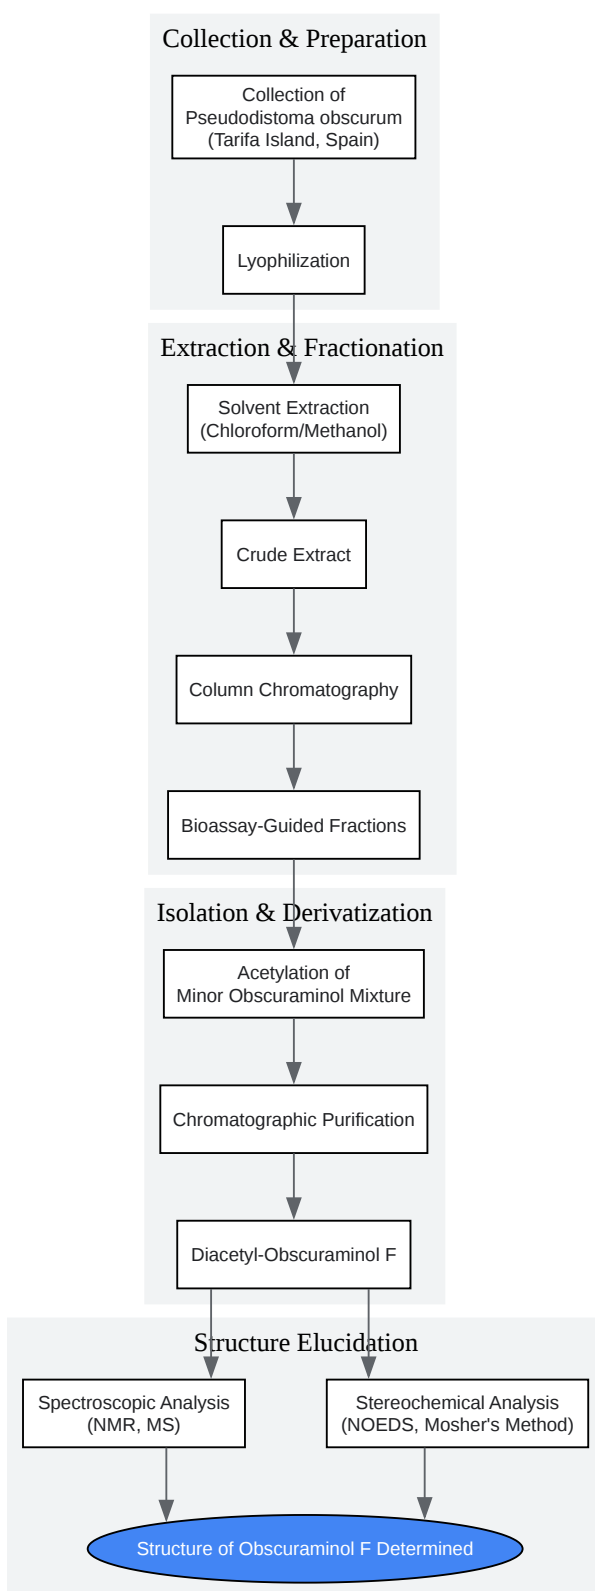 Collection & Preparation
Collection of
Pseudodistoma obscurum
(Tarifa Island, Spain)
Lyophilization
Extraction & Fractionation
Solvent Extraction
(Chloroform/Methanol)
Crude Extract
Column Chromatography
Bioassay-Guided Fractions
Isolation & Derivatization
Acetylation of
Minor Obscuraminol Mixture
Chromatographic Purification
Diacetyl-Obscuraminol F
Structure Elucidation
Spectroscopic Analysis
(NMR, MS)
Stereochemical Analysis
(NOEDS, Mosher's Method)
Structure of Obscuraminol F Determined